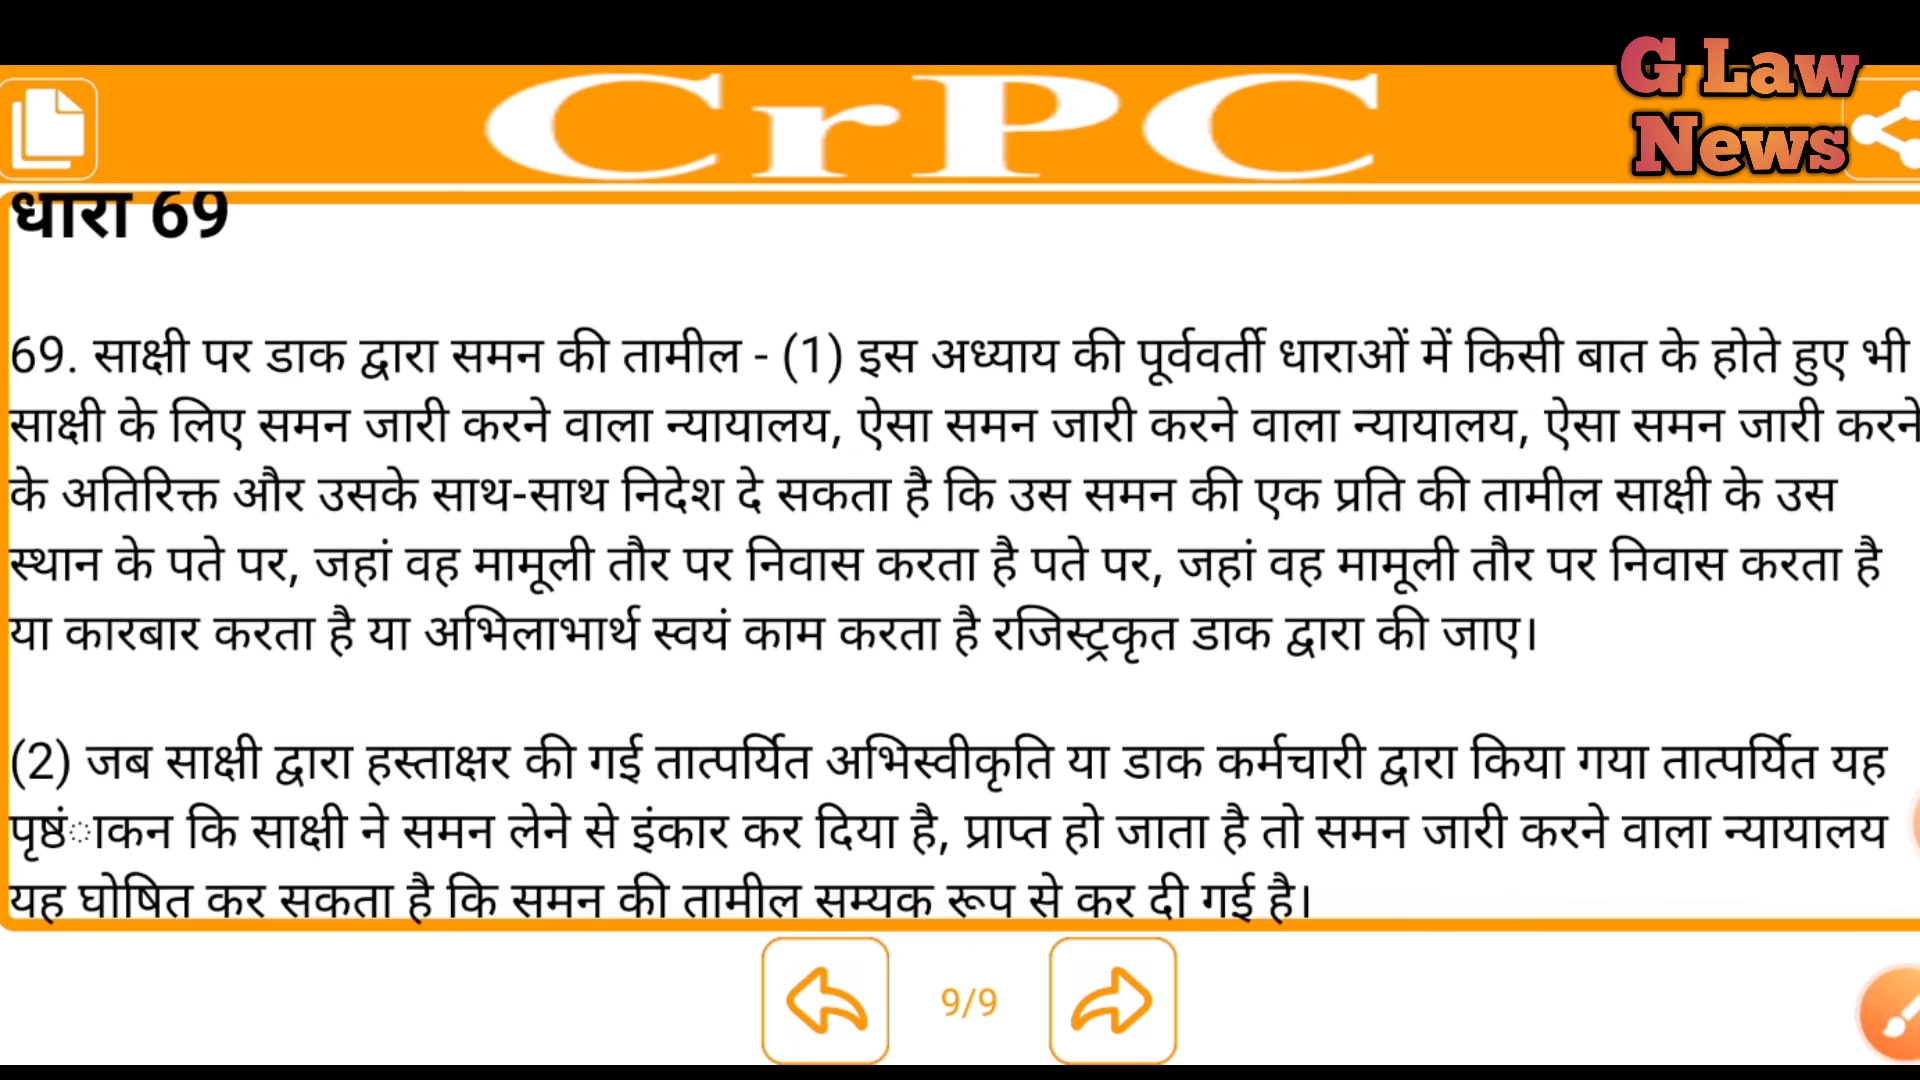 CrPC
G Law
News
धारा 69
69. साक्षी पर डाक द्वारा समन की तामील - (1) इस अध्याय की पूर्ववर्ती धाराओं में किसी बात के होते हुए भी
साक्षी के लिए समन जारी करने वाला न्यायालय, ऐसा समन जारी करने वाला न्यायालय, ऐसा समन जारी करने
के अतिरिक्त और उसके साथ-साथ निदेश दे सकता है कि उस समन की एक प्रति की तामील साक्षी के उस
स्थान के पते पर, जहां वह मामूली तौर पर निवास करता है पते पर, जहां वह मामूली तौर पर निवास करता है
या कारबार करता है या अभिलाभार्थ स्वयं काम करता है रजिस्ट्रकृत डाक द्वारा की जाए।
(2) जब साक्षी द्वारा हस्ताक्षर की गई तात्पर्यित अभिस्वीकृति या डाक कर्मचारी द्वारा किया गया तात्पर्यित यह
पृष्ठंाकन कि साक्षी ने समन लेने से इंकार कर दिया है, प्राप्त हो जाता है तो समन जारी करने वाला न्यायालय
यह घोषित कर सकता है कि समन की तामील सम्यक रूप से कर दी गई है।
9/9